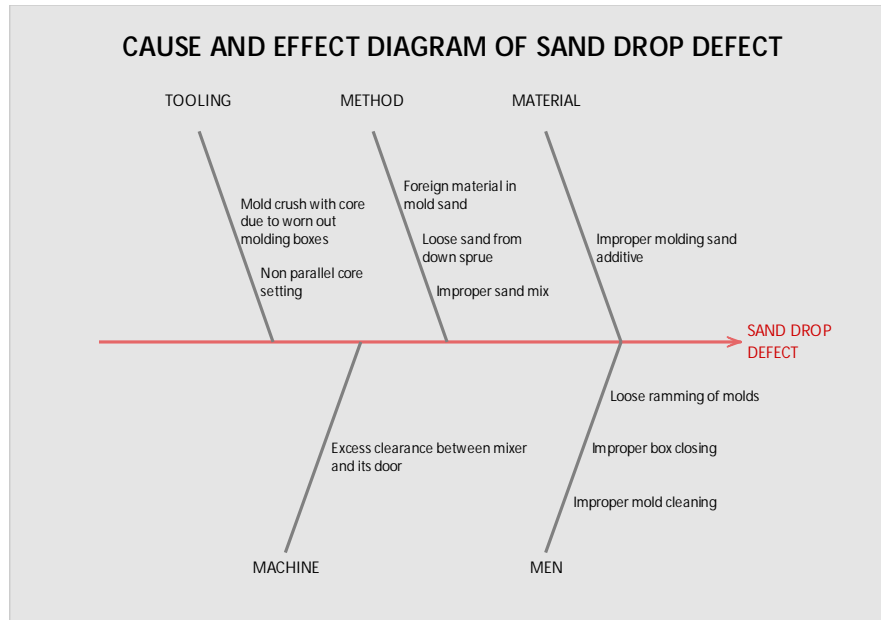 CAUSE AND EFFECT DIAGRAM OF SAND DROP DEFECT
TOOLING
METHOD
MATERIAL
Mold crush with core
due to worn out
molding boxes
Non parallel core
setting
Foreign material in
mold sand
Loose sand from
down sprue
Improper sand mix
Improper molding sand
additive
SAND DROP
DEFECT
Excess clearance between mixer
and its door
Loose ramming of molds
Improper box closing
Improper mold cleaning
MACHINE
MEN